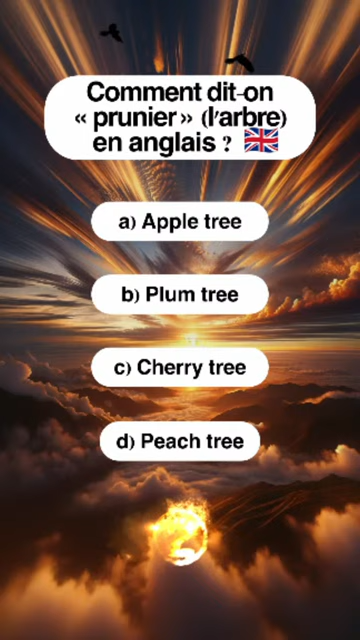 Comment dit-on
« prunier » (l'arbre)
en anglais ? 🇬🇧
a) Apple tree
b) Plum tree
c) Cherry tree
d) Peach tree